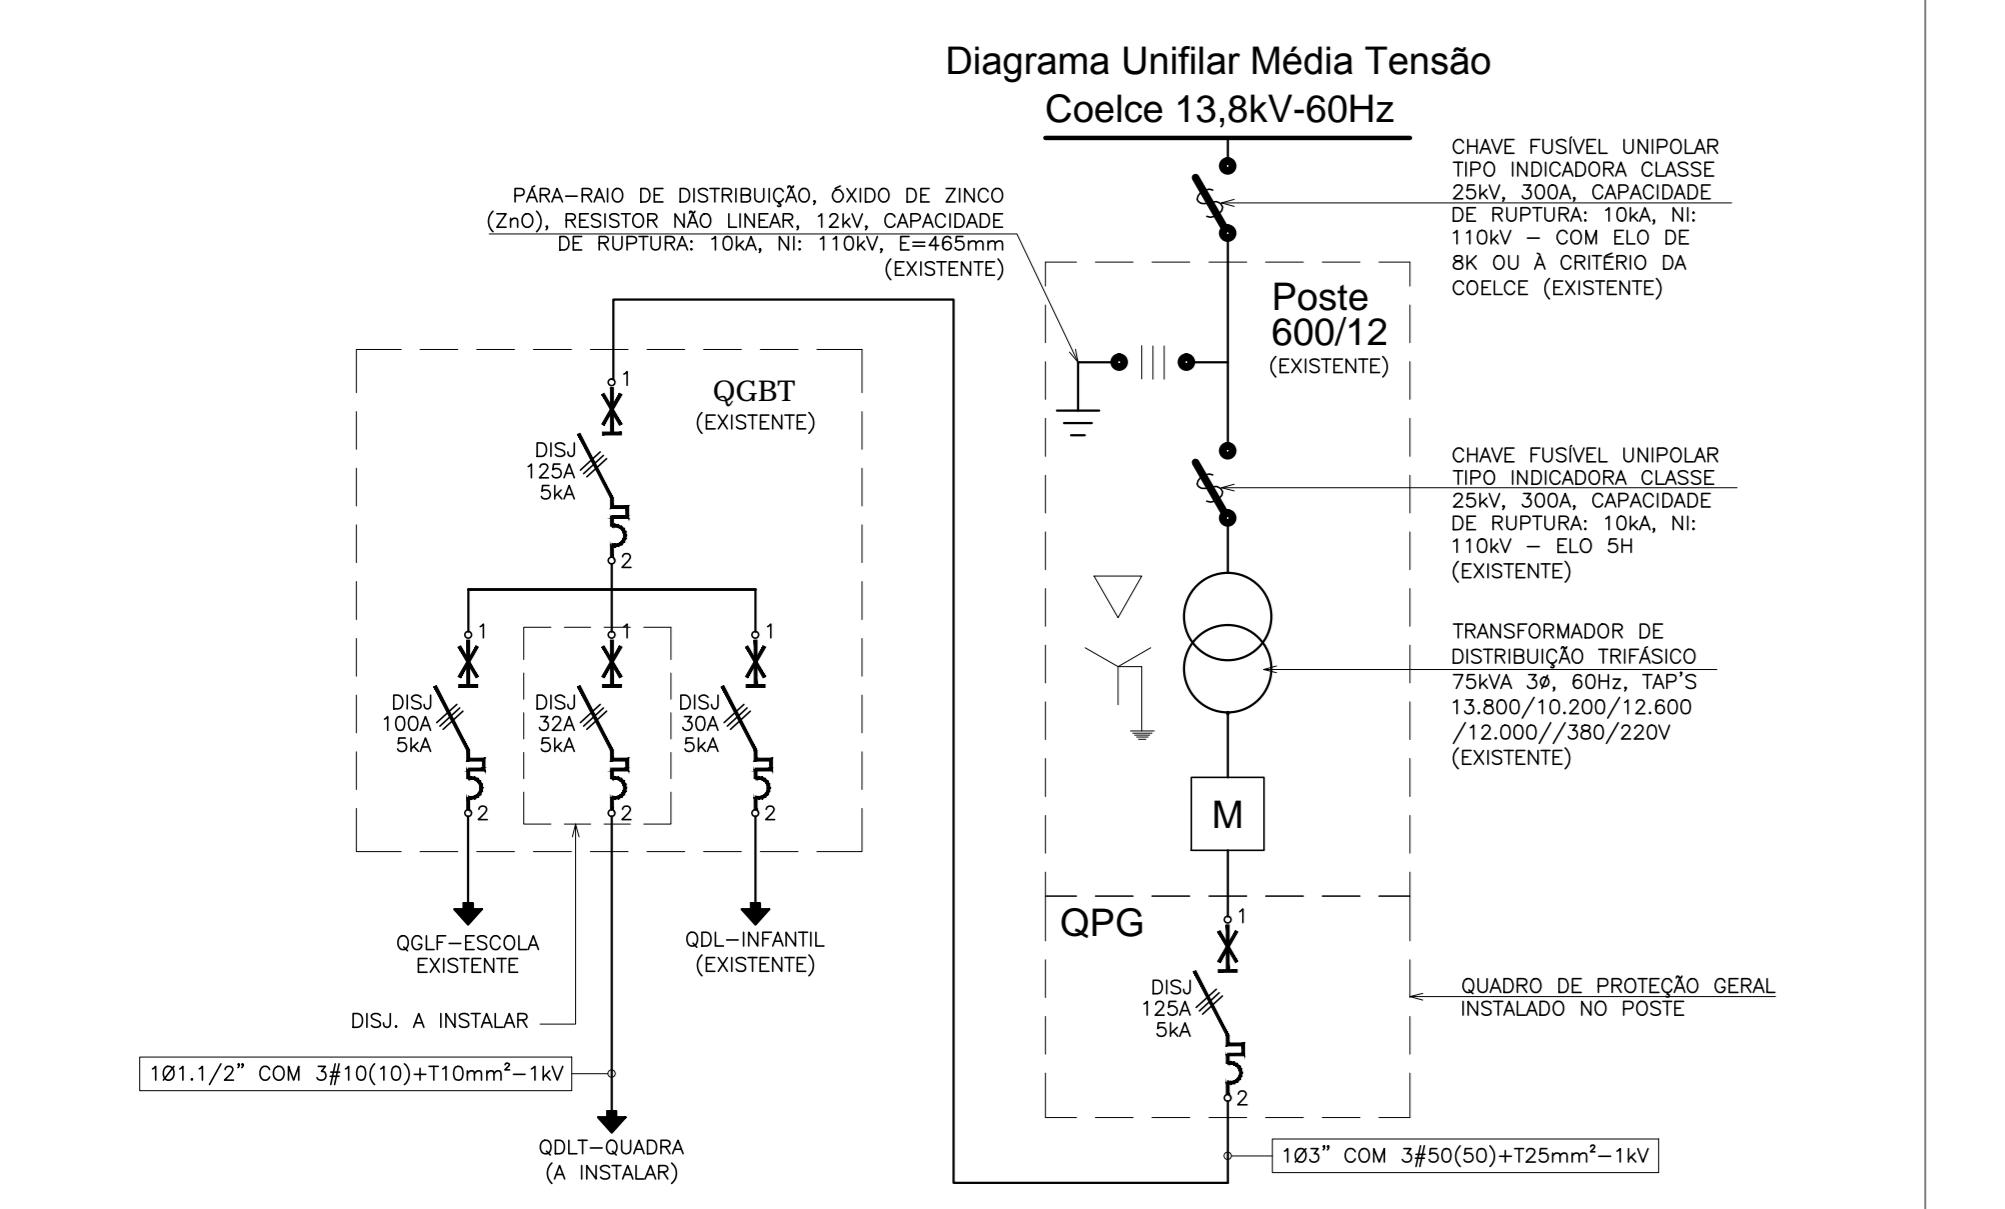 Diagrama Unifilar Média Tensão
Coelce 13,8kV-60Hz
CHAVE FUSÍVEL UNIPOLAR
TIPO INDICADORA CLASSE
25kV, 300A, CAPACIDADE
DE RUPTURA: 10kA, NI:
110kV – COM ELO DE
8K OU À CRITÉRIO DA
COELCE (EXISTENTE)
PÁRA–RAIO DE DISTRIBUIÇÃO, ÓXIDO DE ZINCO
(ZnO), RESISTOR NÃO LINEAR, 12kV, CAPACIDADE
DE RUPTURA: 10kA, NI: 110kV, E=465mm
(EXISTENTE)
Poste
600/12
(EXISTENTE)
QGBT
(EXISTENTE)
1
DISJ
125A
5kA
2
CHAVE FUSÍVEL UNIPOLAR
TIPO INDICADORA CLASSE
25kV, 300A, CAPACIDADE
DE RUPTURA: 10kA, NI:
110kV – ELO 5H
(EXISTENTE)
TRANSFORMADOR DE
DISTRIBUIÇÃO TRIFÁSICO
75kVA 3ø, 60Hz, TAP'S
13.800/10.200/12.600
/12.000//380/220V
(EXISTENTE)
1
DISJ
100A
5kA
2
1
DISJ
32A
5kA
2
1
DISJ
30A
5kA
2
M
QGLF–ESCOLA
EXISTENTE
QDL–INFANTIL
(EXISTENTE)
QPG
1
DISJ
125A
5kA
2
QUADRO DE PROTEÇÃO GERAL
INSTALADO NO POSTE
DISJ. A INSTALAR
1Ø1.1/2" COM 3#10(10)+T10mm²–1kV
QDLT–QUADRA
(A INSTALAR)
1Ø3" COM 3#50(50)+T25mm²–1kV